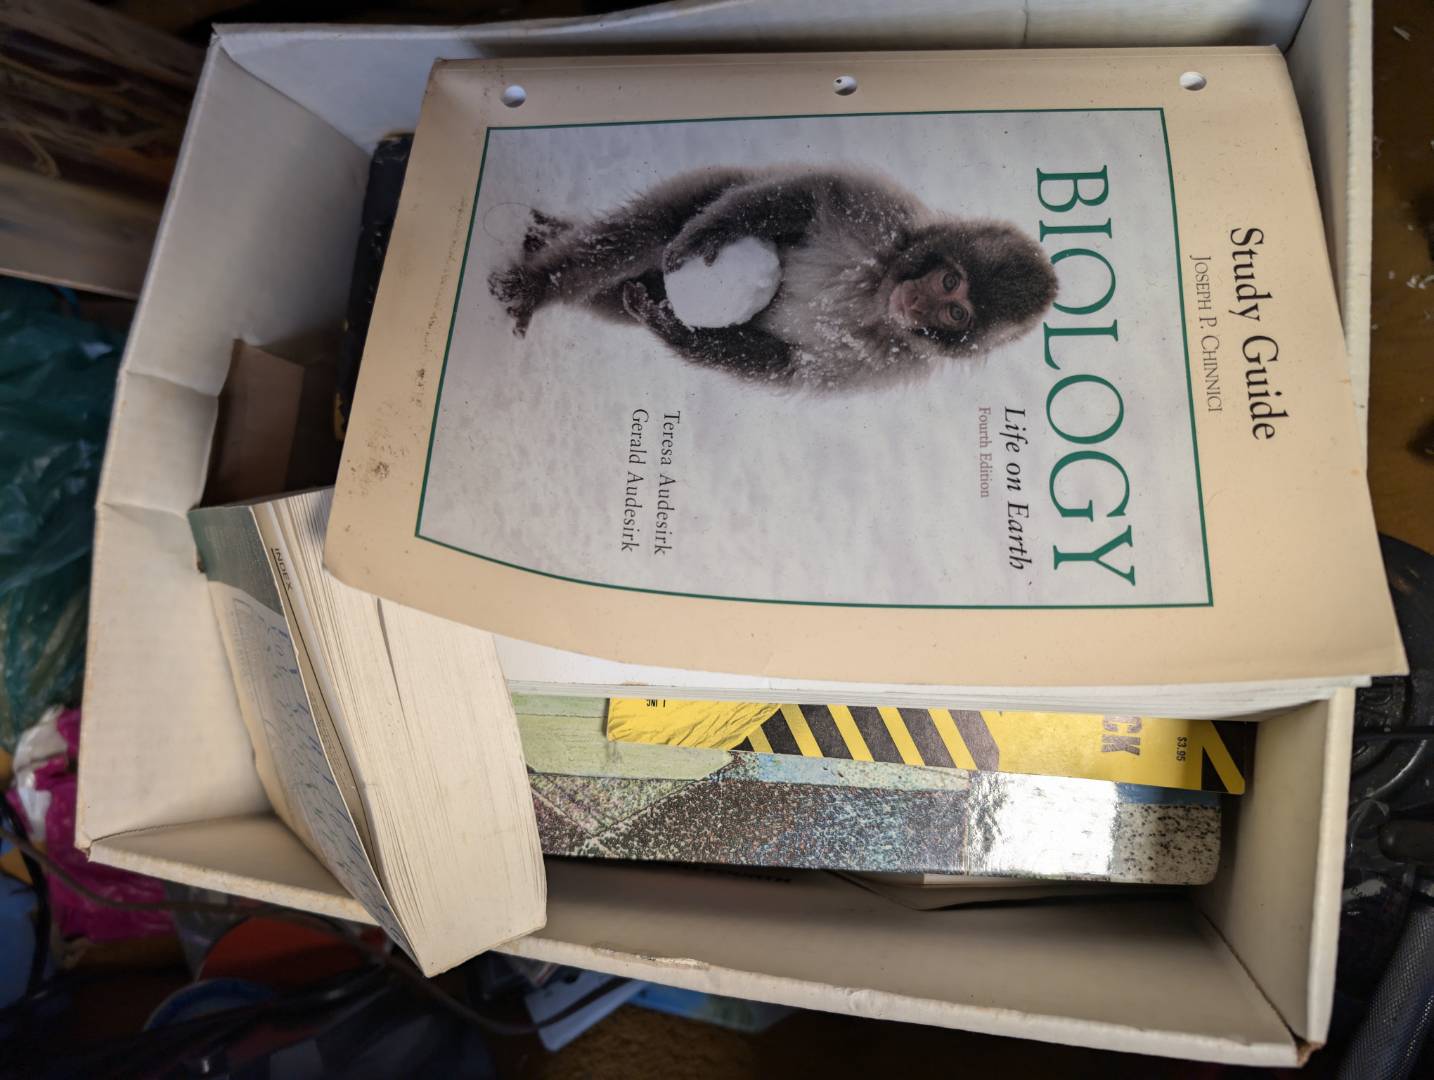 Study Guide
JOSEPH P. CHINNICI
BIOLOGY
Life on Earth
Fourth Edition
Teresa Audesirk
Gerald Audesirk
INDEX
$3.95